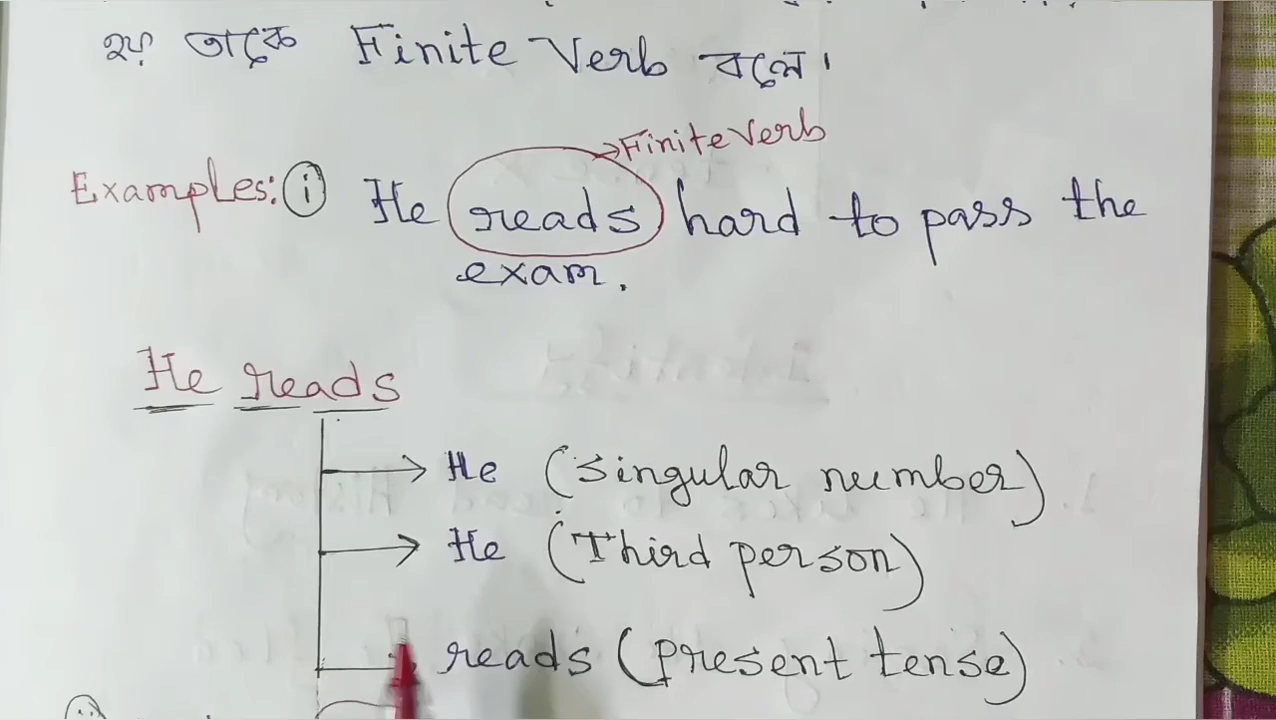 হয় তাকে Finite Verb বলে।
→Finite Verb
Examples: (i) He reads hard to pass the
exam.
He reads
→ He (Singular number)
→ He (Third person)
reads (Present tense)